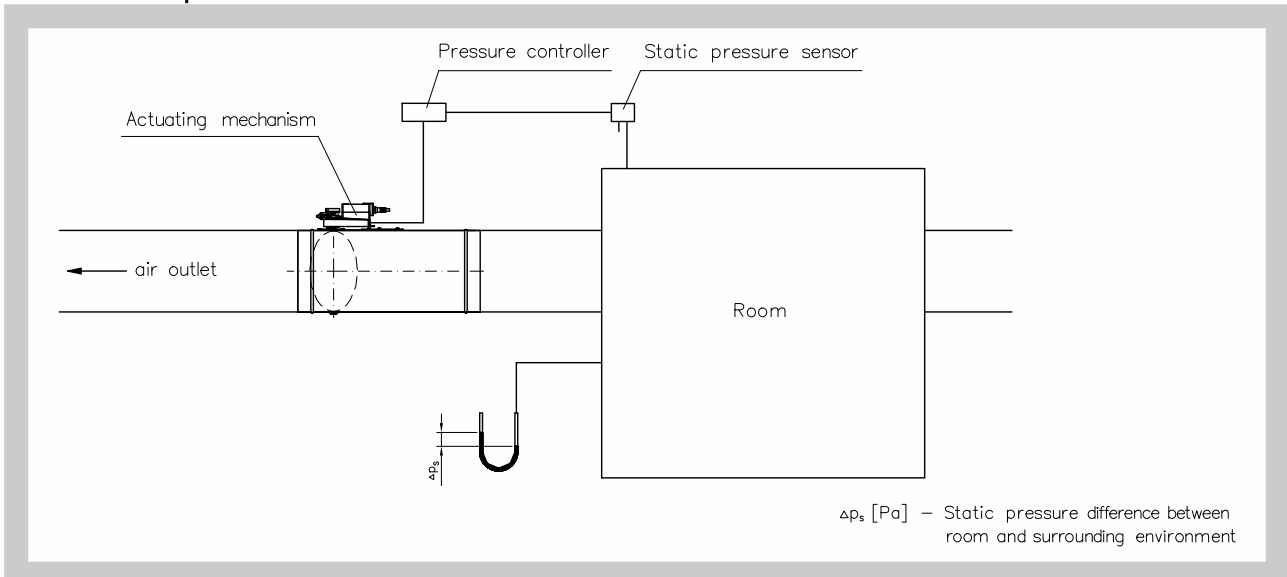 Pressure controller
Static pressure sensor
Actuating mechanism
air outlet
Room
Δps
Δps [Pa] – Static pressure difference between
room and surrounding environment